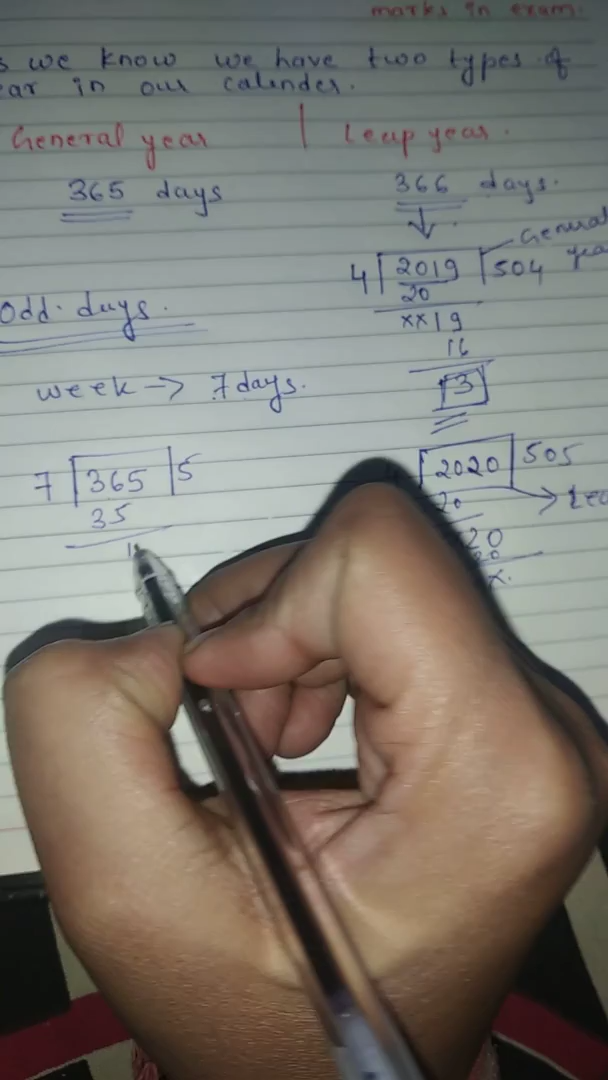 marks in exam.
we know we have two types of
in our calender.
General year | Leap year.
365 days
366 days.
General
4 2019 504
20
xx19
16
3
Odd days.
week → 7 days.
7 365 5
35
1
2020 505
20
20
x.